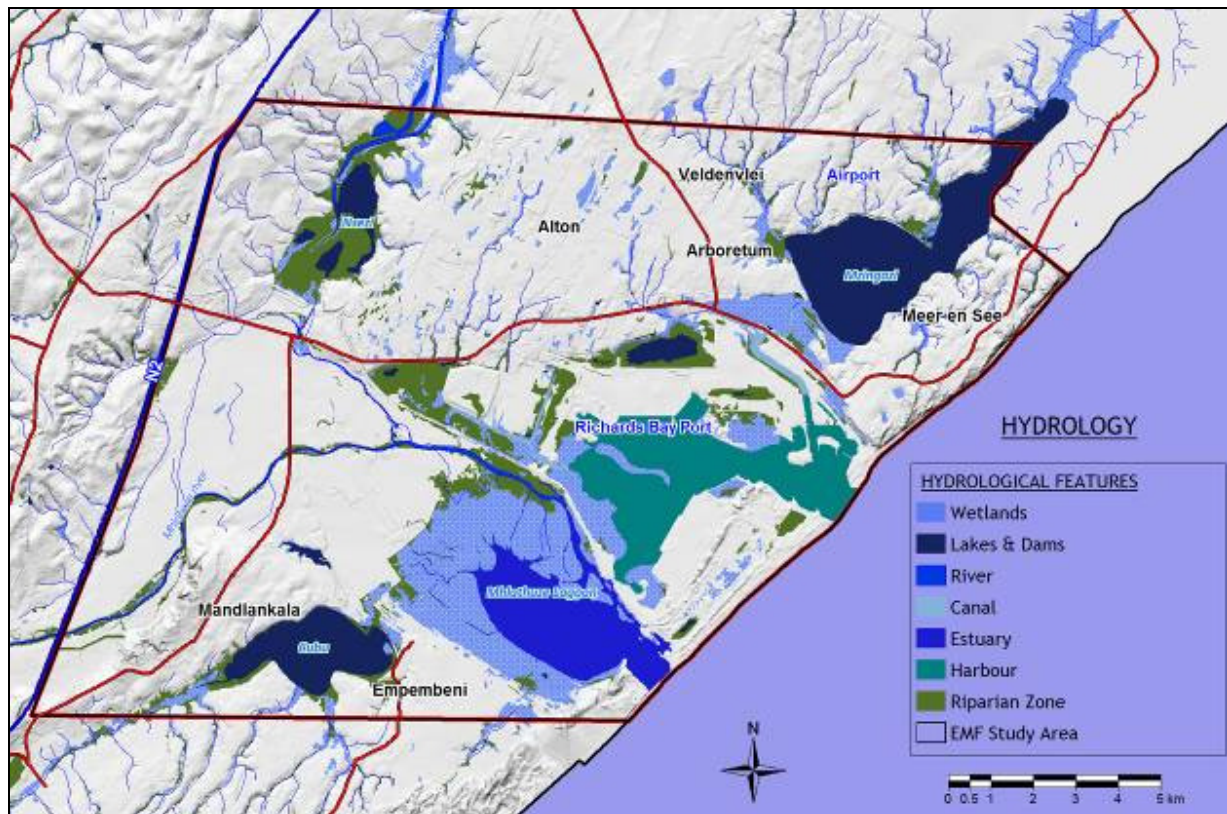 Veldenvlei
Airport
Nsezi
Alton
Arboretum
Mzingazi
Meer-en See
N2
Richards Bay Port
HYDROLOGY
HYDROLOGICAL FEATURES
Wetlands
Lakes & Dams
River
Canal
Estuary
Harbour
Riparian Zone
EMF Study Area
Mhlathuze Lagoon
Mandlankala
Cubu
Empembeni
N
0 0.5 1 2 3 4 5 km